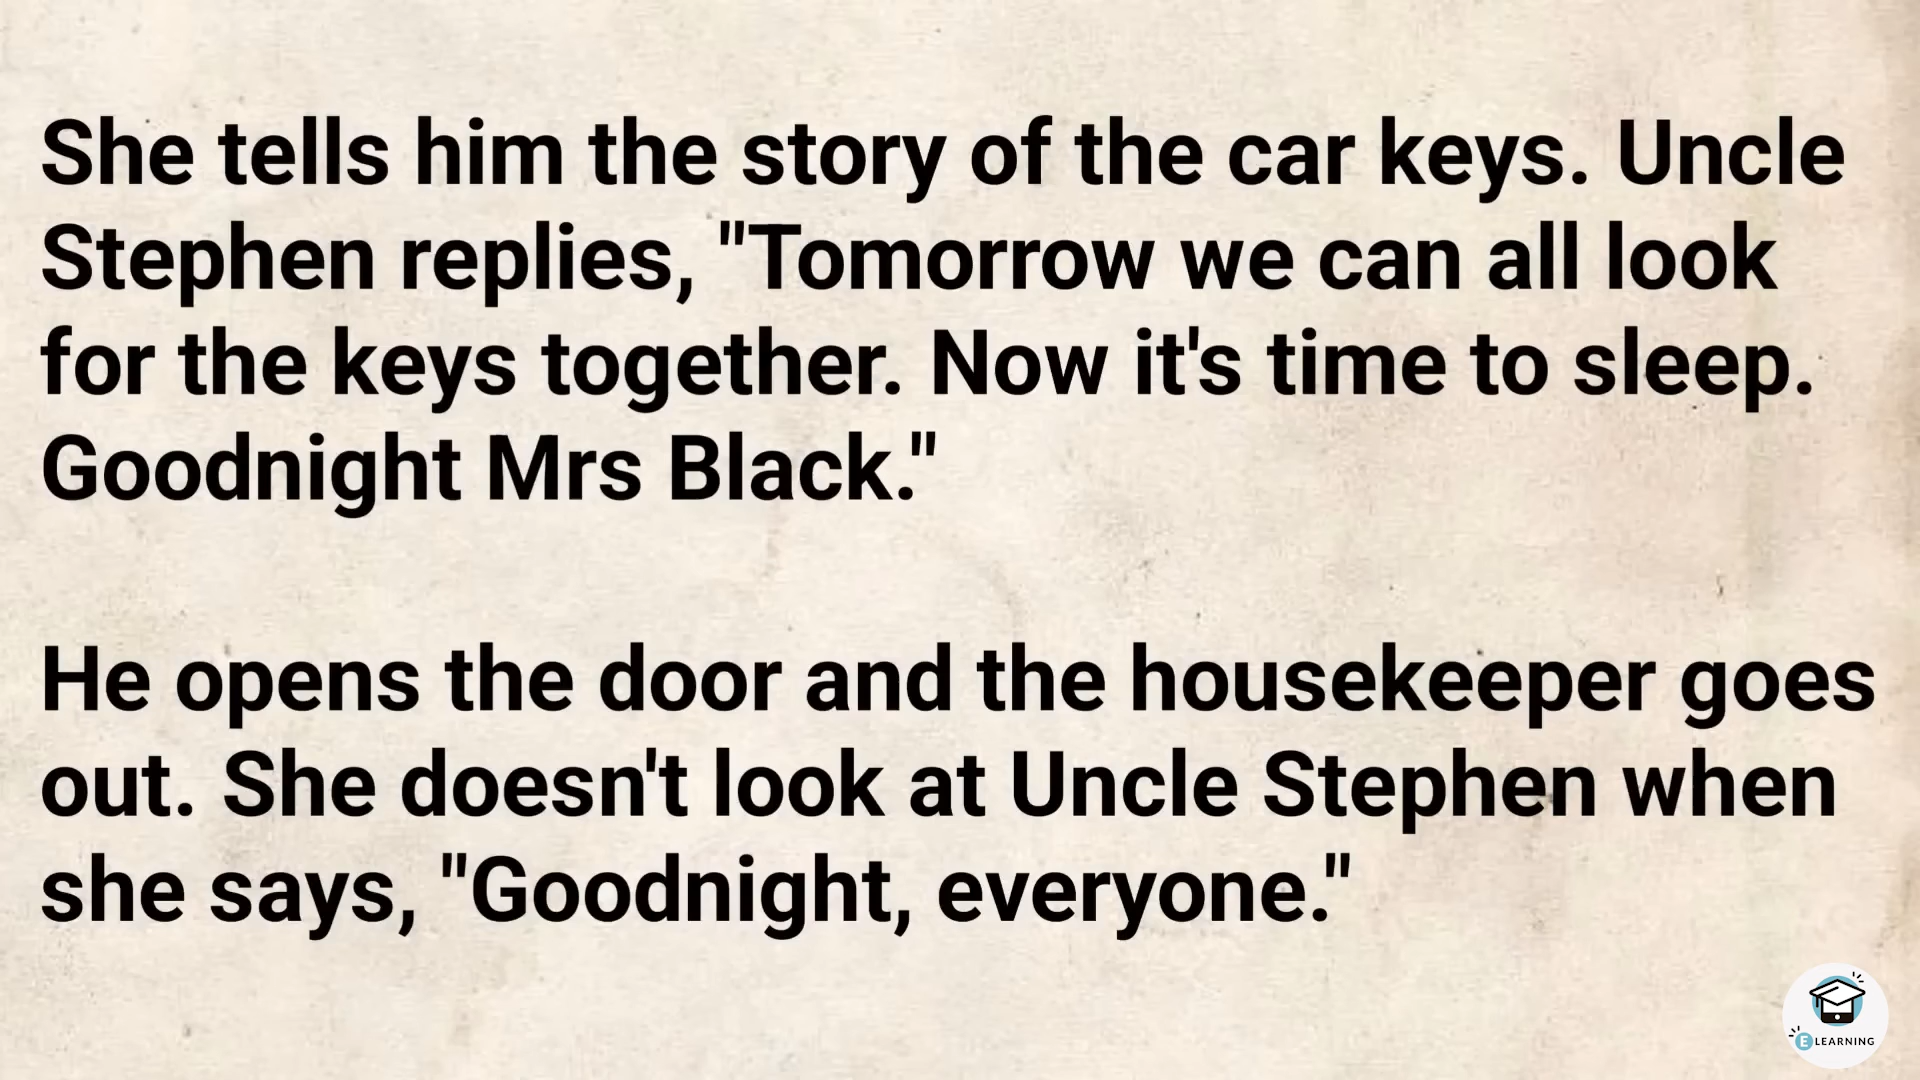 She tells him the story of the car keys. Uncle
Stephen replies, "Tomorrow we can all look
for the keys together. Now it's time to sleep.
Goodnight Mrs Black."
He opens the door and the housekeeper goes
out. She doesn't look at Uncle Stephen when
she says, "Goodnight, everyone."
E LEARNING